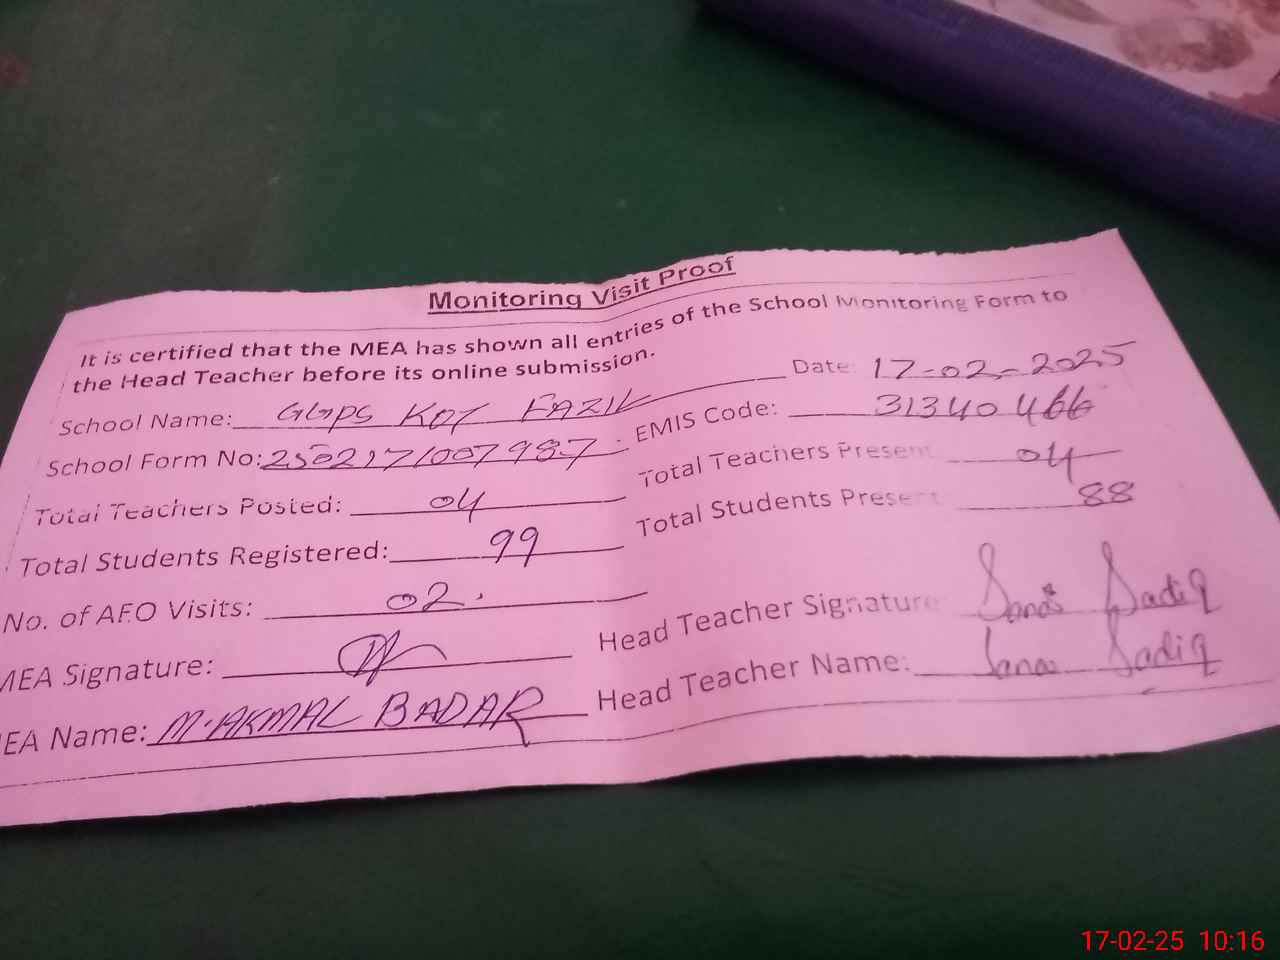 Monitoring Visit Proof
It is certified that the MEA has shown all entries of the School Monitoring Form to
the Head Teacher before its online submission.
Date: 17-02-2025
School Name: GGPS KOT FAZIL
EMIS Code: 31340466
School Form No: 2502171007987
Total Teachers Present 04
Total Teachers Posted: 04
Total Students Present 88
Total Students Registered: 99
No. of AEO Visits: 02.
Head Teacher Signature: Sana Sadiq
MEA Signature:
Head Teacher Name: Sana Sadiq
MEA Name: M. AKMAL BADAR
17-02-25 10:16